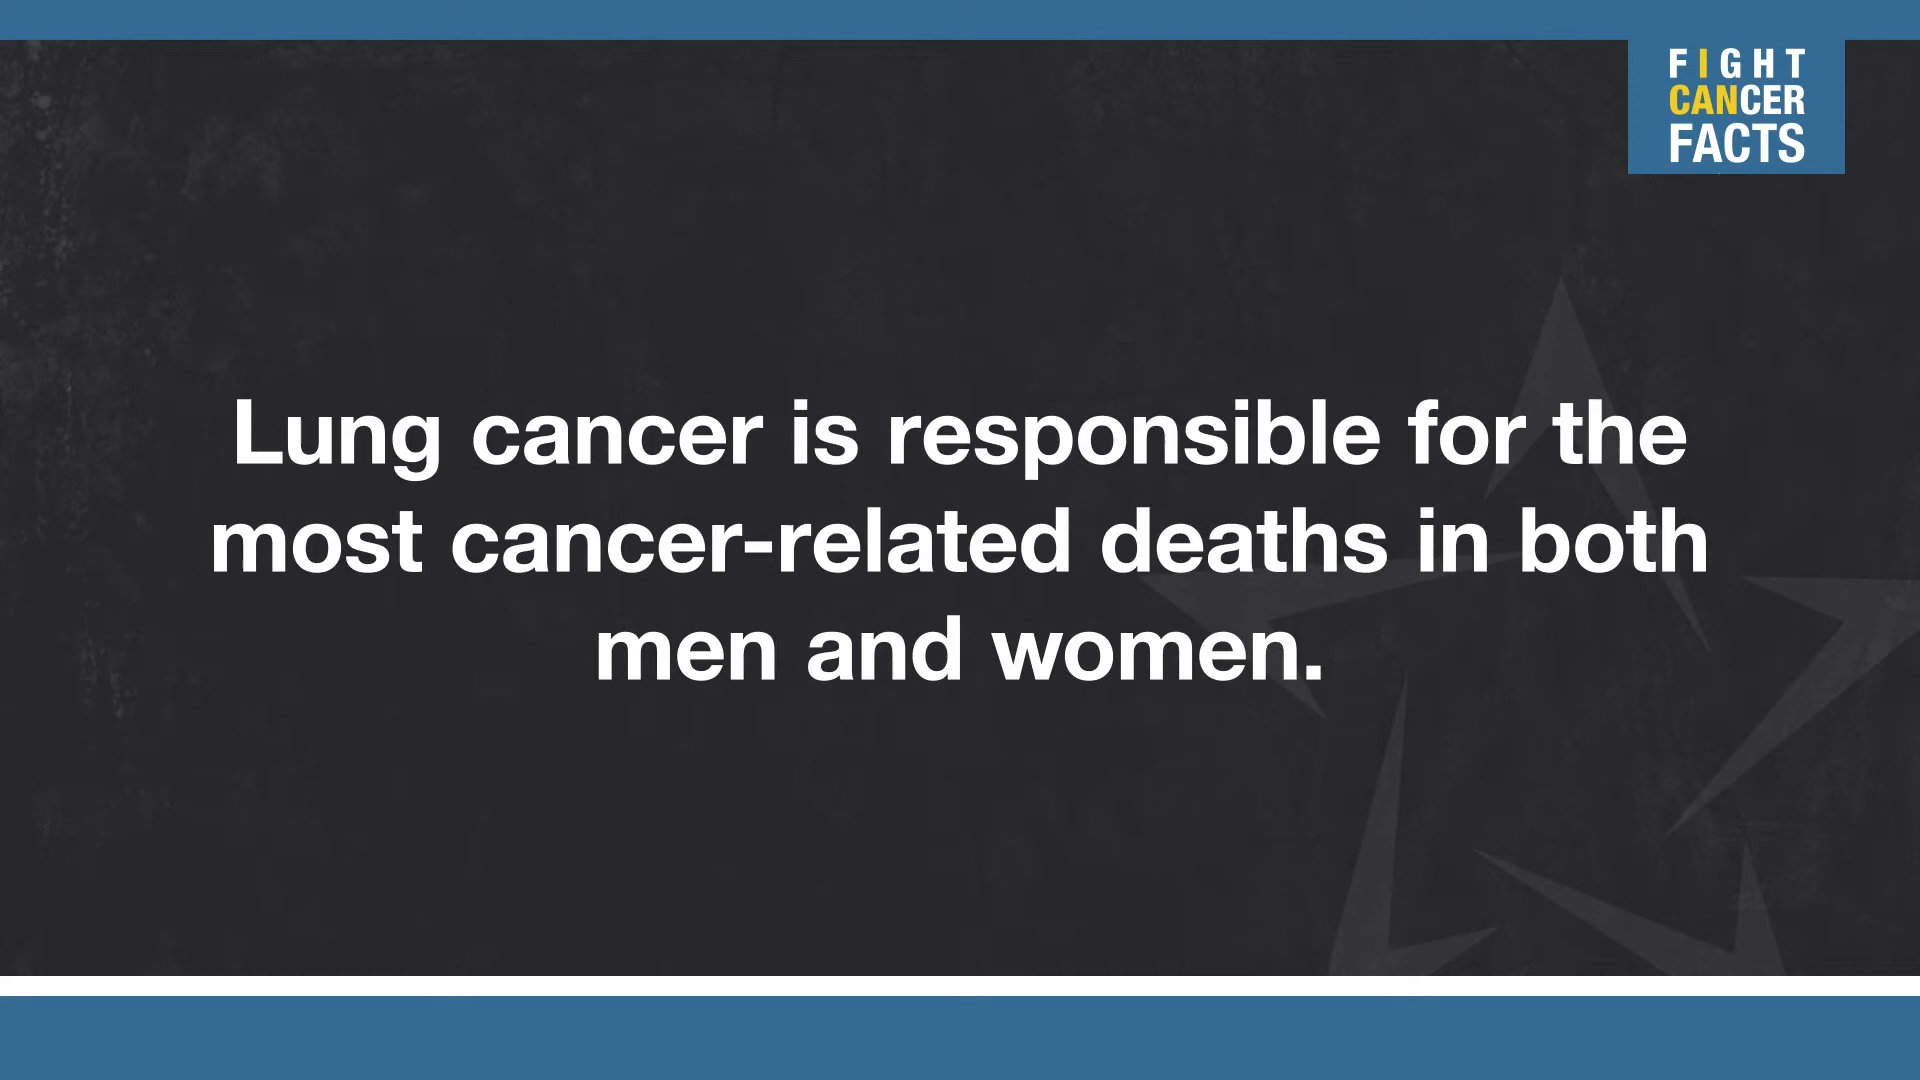 FIGHT
CANCER
FACTS
Lung cancer is responsible for the
most cancer-related deaths in both
men and women.